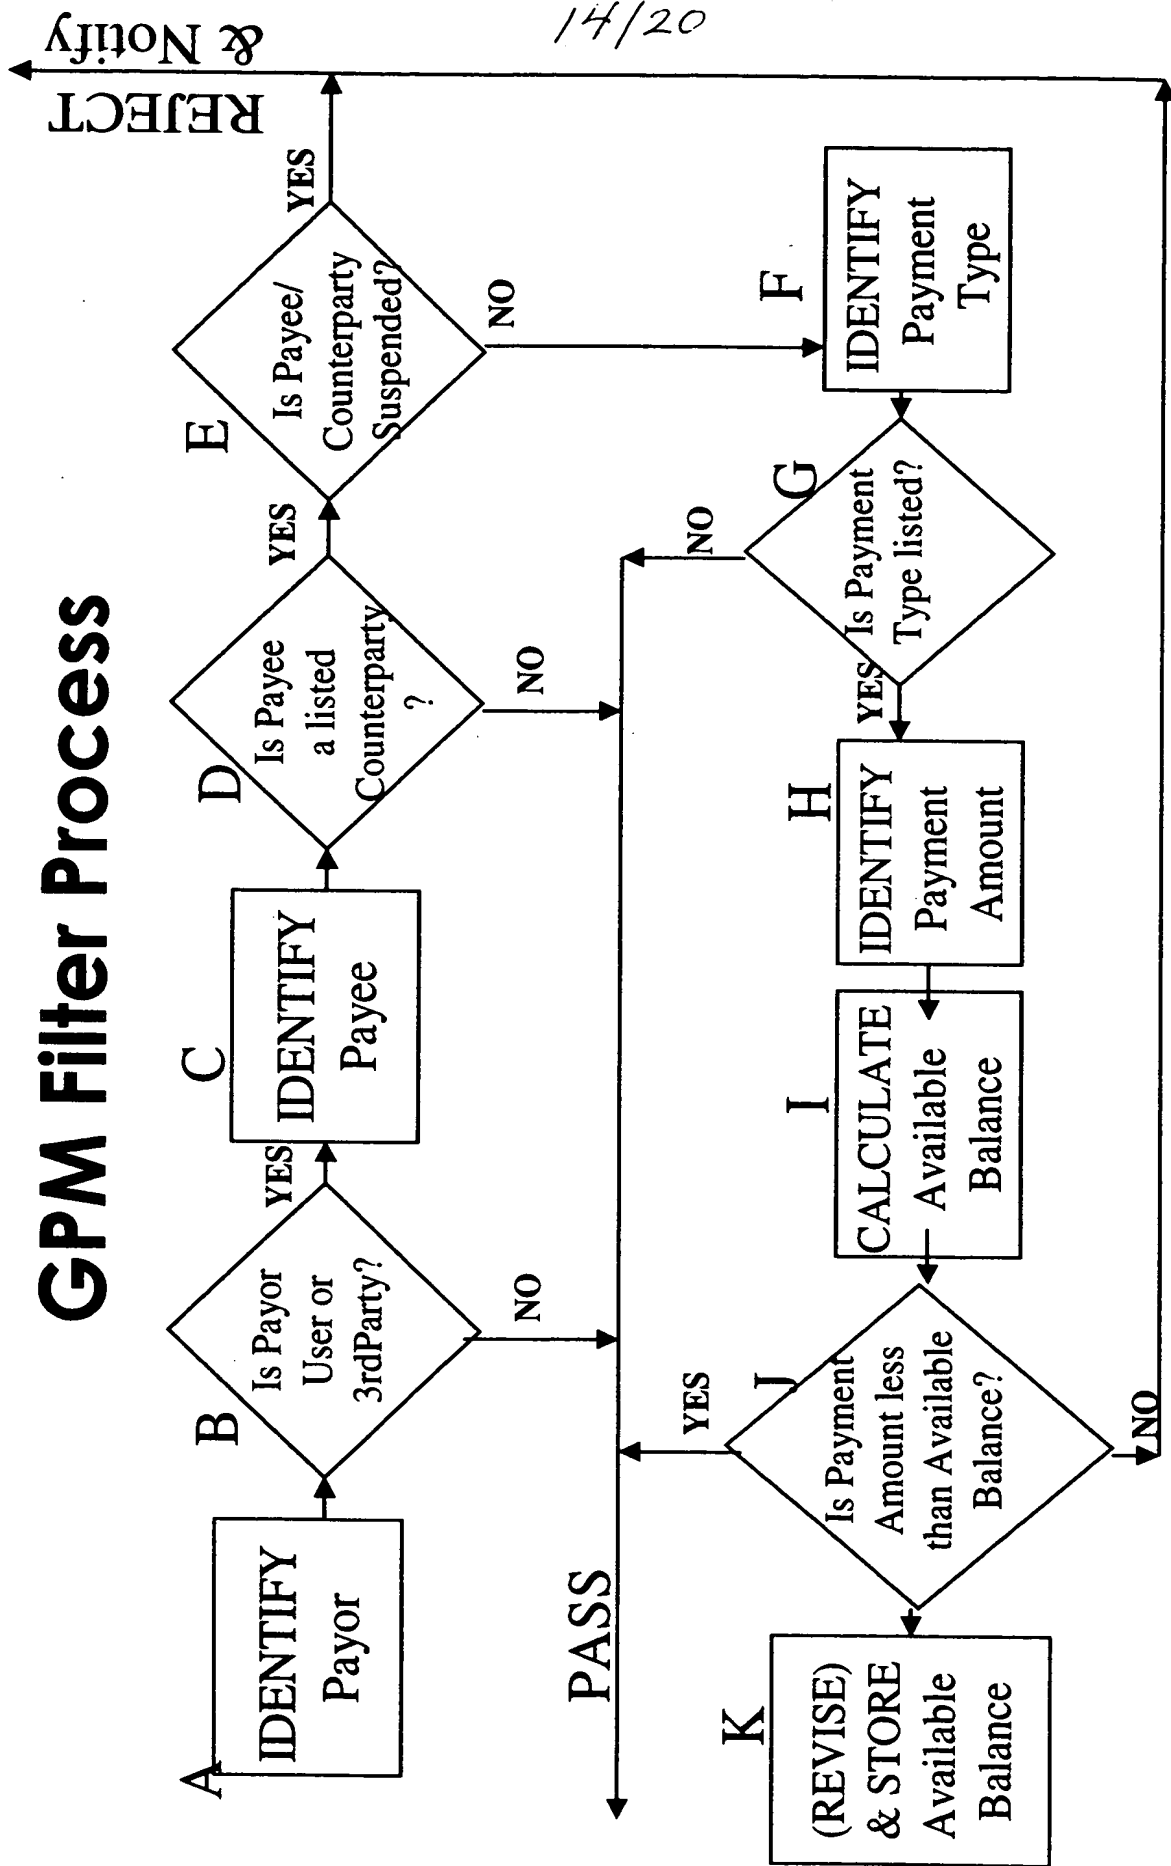 14/20
GPM Filter Process
A
IDENTIFY
Payor
B
Is Payor
User or
3rdParty?
YES
NO
C
IDENTIFY
Payee
D
Is Payee
a listed
Counterparty
?
YES
NO
E
Is Payee/
Counterparty
Suspended?
YES
NO
REJECT
& Notify
PASS
F
IDENTIFY
Payment
Type
G
Is Payment
Type listed?
NO
YES
H
IDENTIFY
Payment
Amount
I
CALCULATE
Available
Balance
J
Is Payment
Amount less
than Available
Balance?
YES
NO
K
(REVISE)
& STORE
Available
Balance